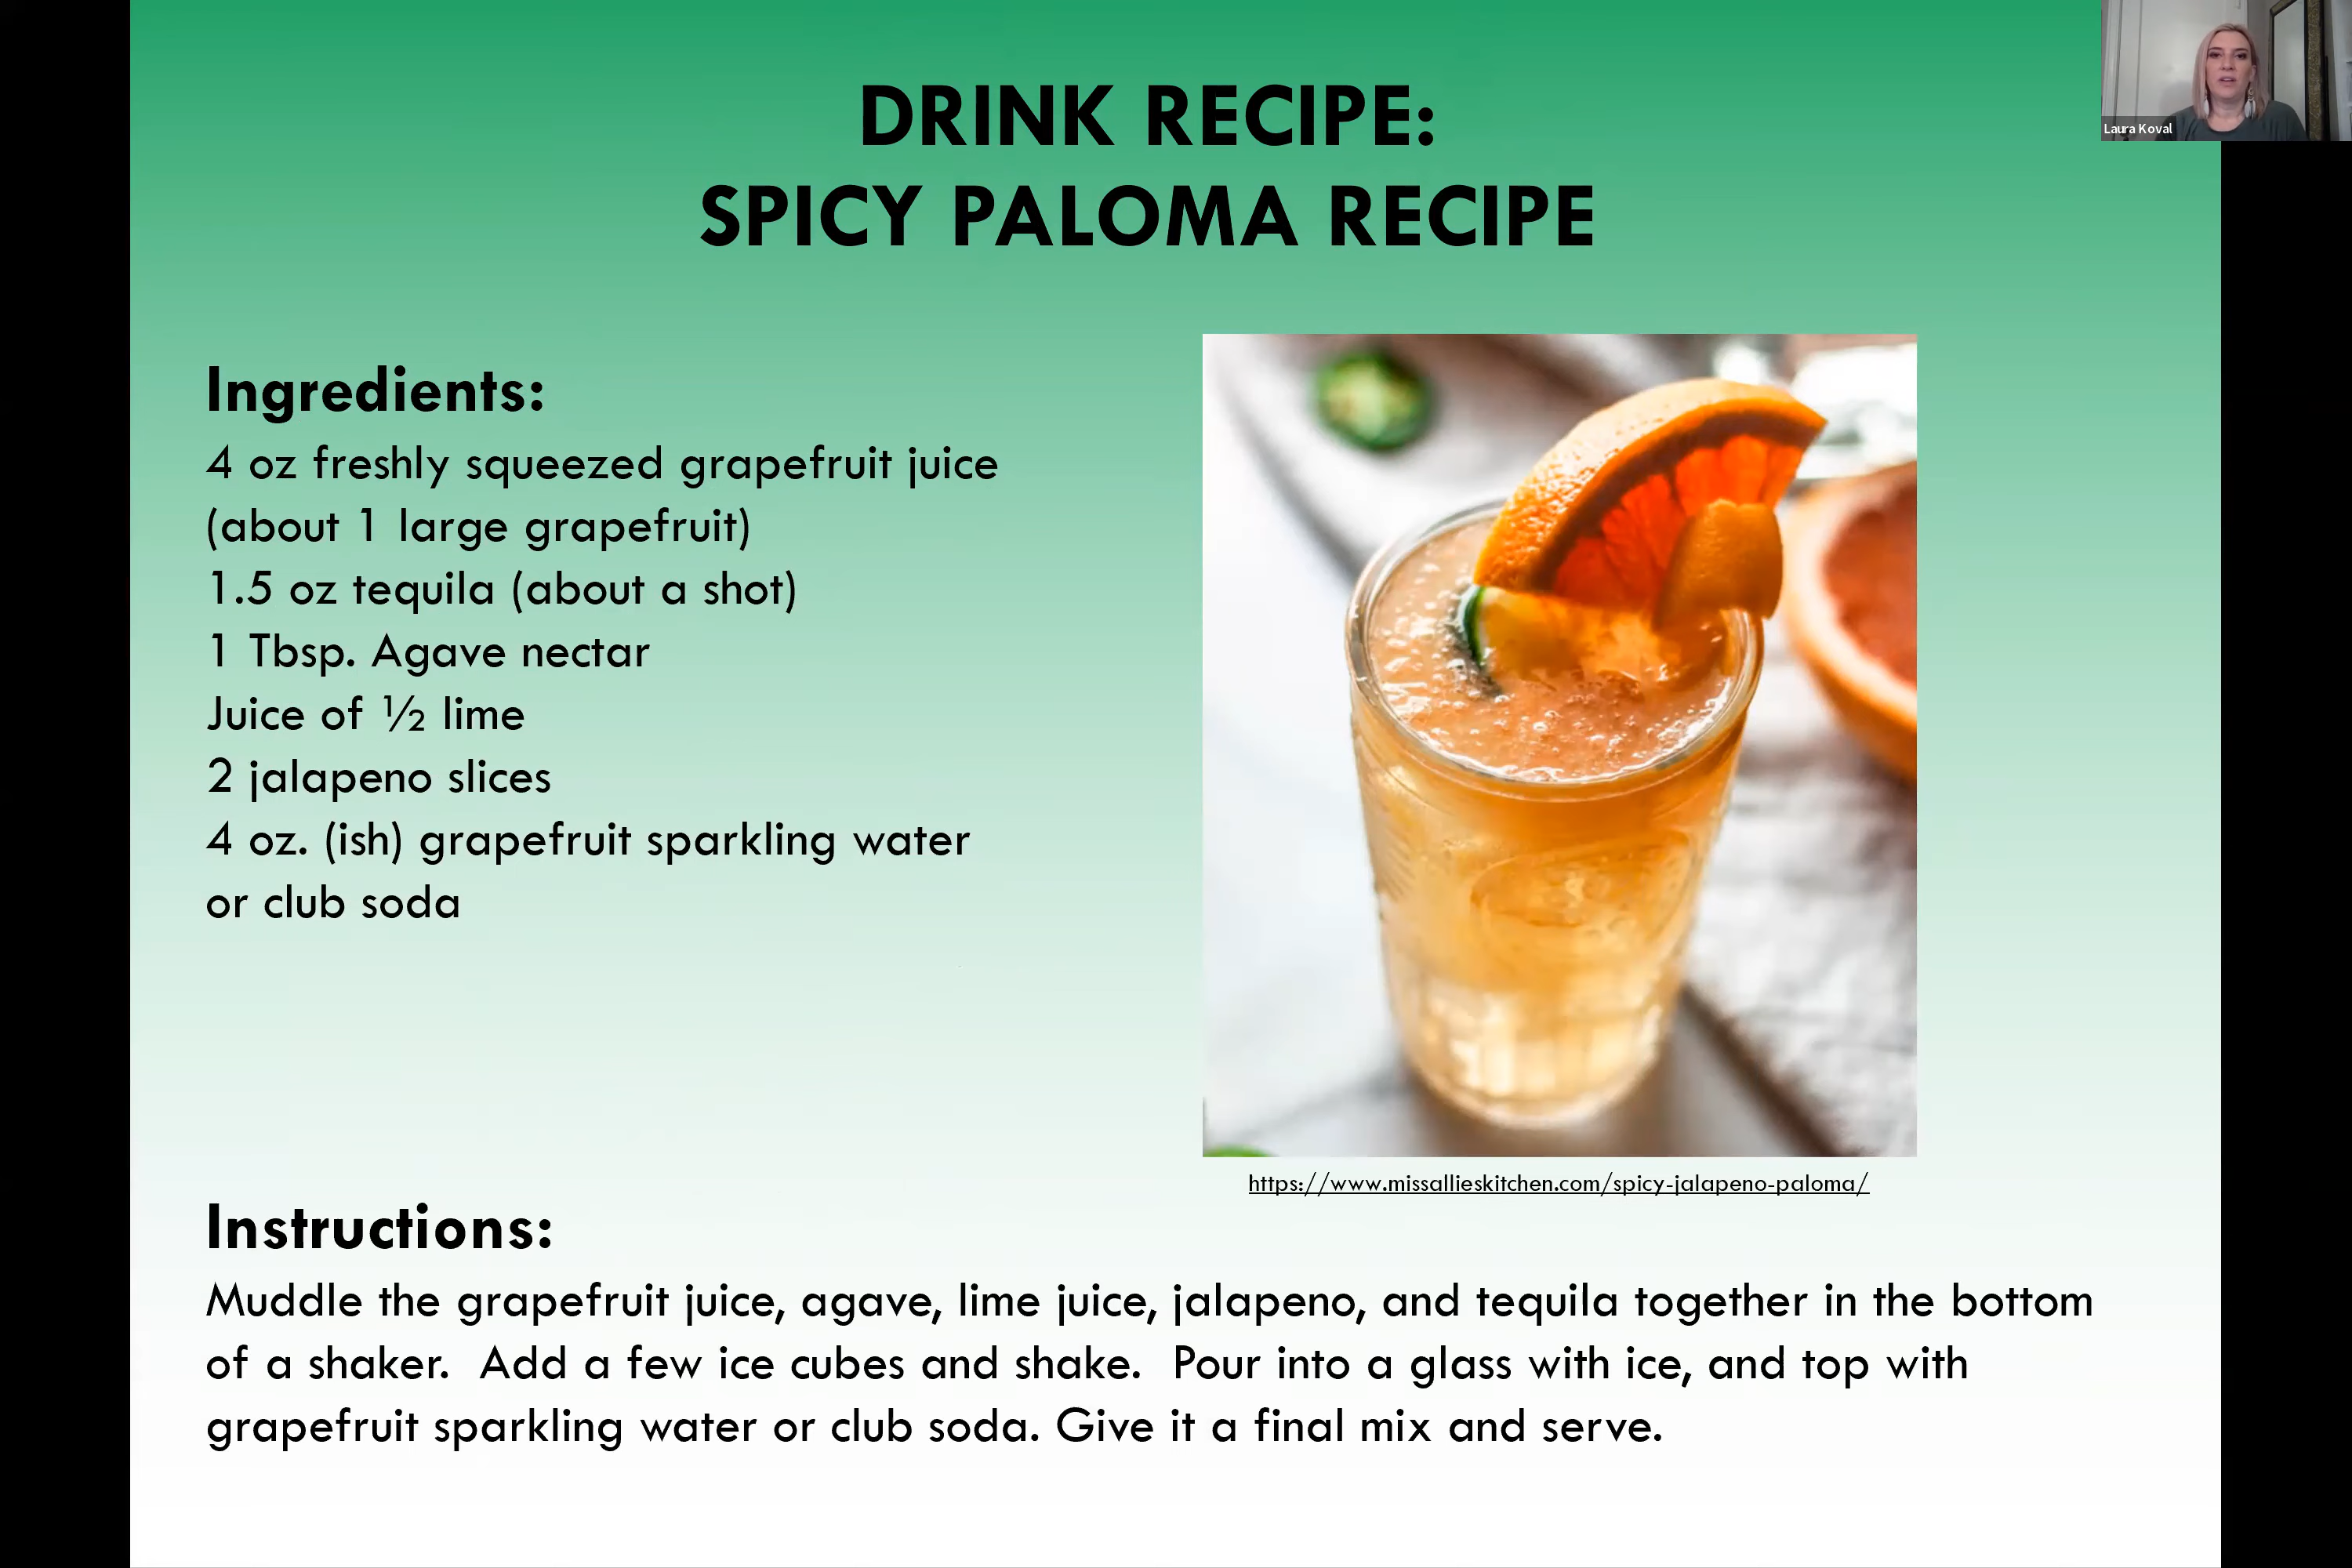 DRINK RECIPE:
SPICY PALOMA RECIPE
Laura Koval
Ingredients:
4 oz freshly squeezed grapefruit juice
(about 1 large grapefruit)
1.5 oz tequila (about a shot)
1 Tbsp. Agave nectar
Juice of ½ lime
2 jalapeno slices
4 oz. (ish) grapefruit sparkling water
or club soda
https://www.missallieskitchen.com/spicy-jalapeno-paloma/
Instructions:
Muddle the grapefruit juice, agave, lime juice, jalapeno, and tequila together in the bottom
of a shaker.  Add a few ice cubes and shake.  Pour into a glass with ice, and top with
grapefruit sparkling water or club soda. Give it a final mix and serve.